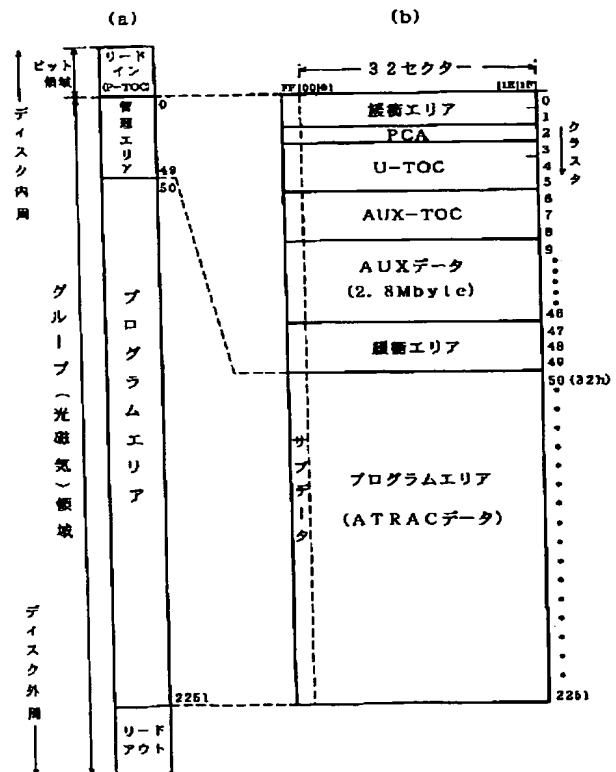 (a)
(b)
ピット
領域
リード
イン
(P-TOC)
32セクター
FF|00|01
|1E|1F|
管理エリア
0
49
50
緩衝エリア
PCA
U-TOC
AUX-TOC
AUXデータ
(2. 8Mbyte)
緩衝エリア
0
1
2
3
4
5
6
7
8
9
46
47
48
49
50 (32h)
クラスタ
ディスク内周
グループ(光磁気)領域
ディスク外周
プログラムエリア
サブデータ
プログラムエリア
(ATRACデータ)
2251
2251
リード
アウト